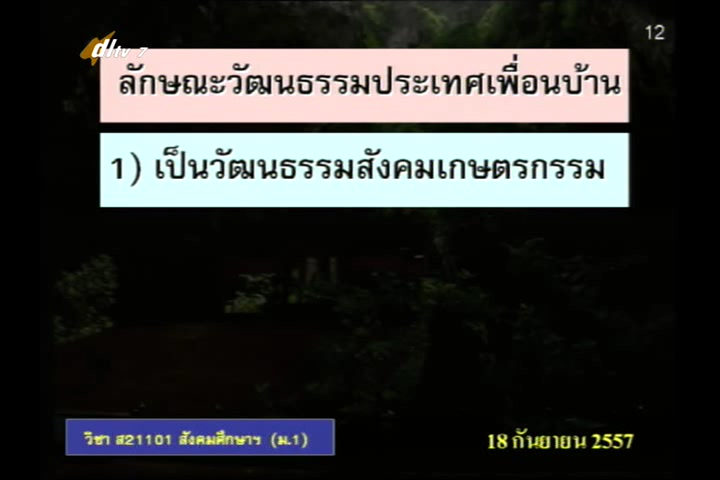 dltv 7
12
ลักษณะวัฒนธรรมประเทศเพื่อนบ้าน
1) เป็นวัฒนธรรมสังคมเกษตรกรรม
วิชา ส21101 สังคมศึกษาฯ (ม.1)
18 กันยายน 2557